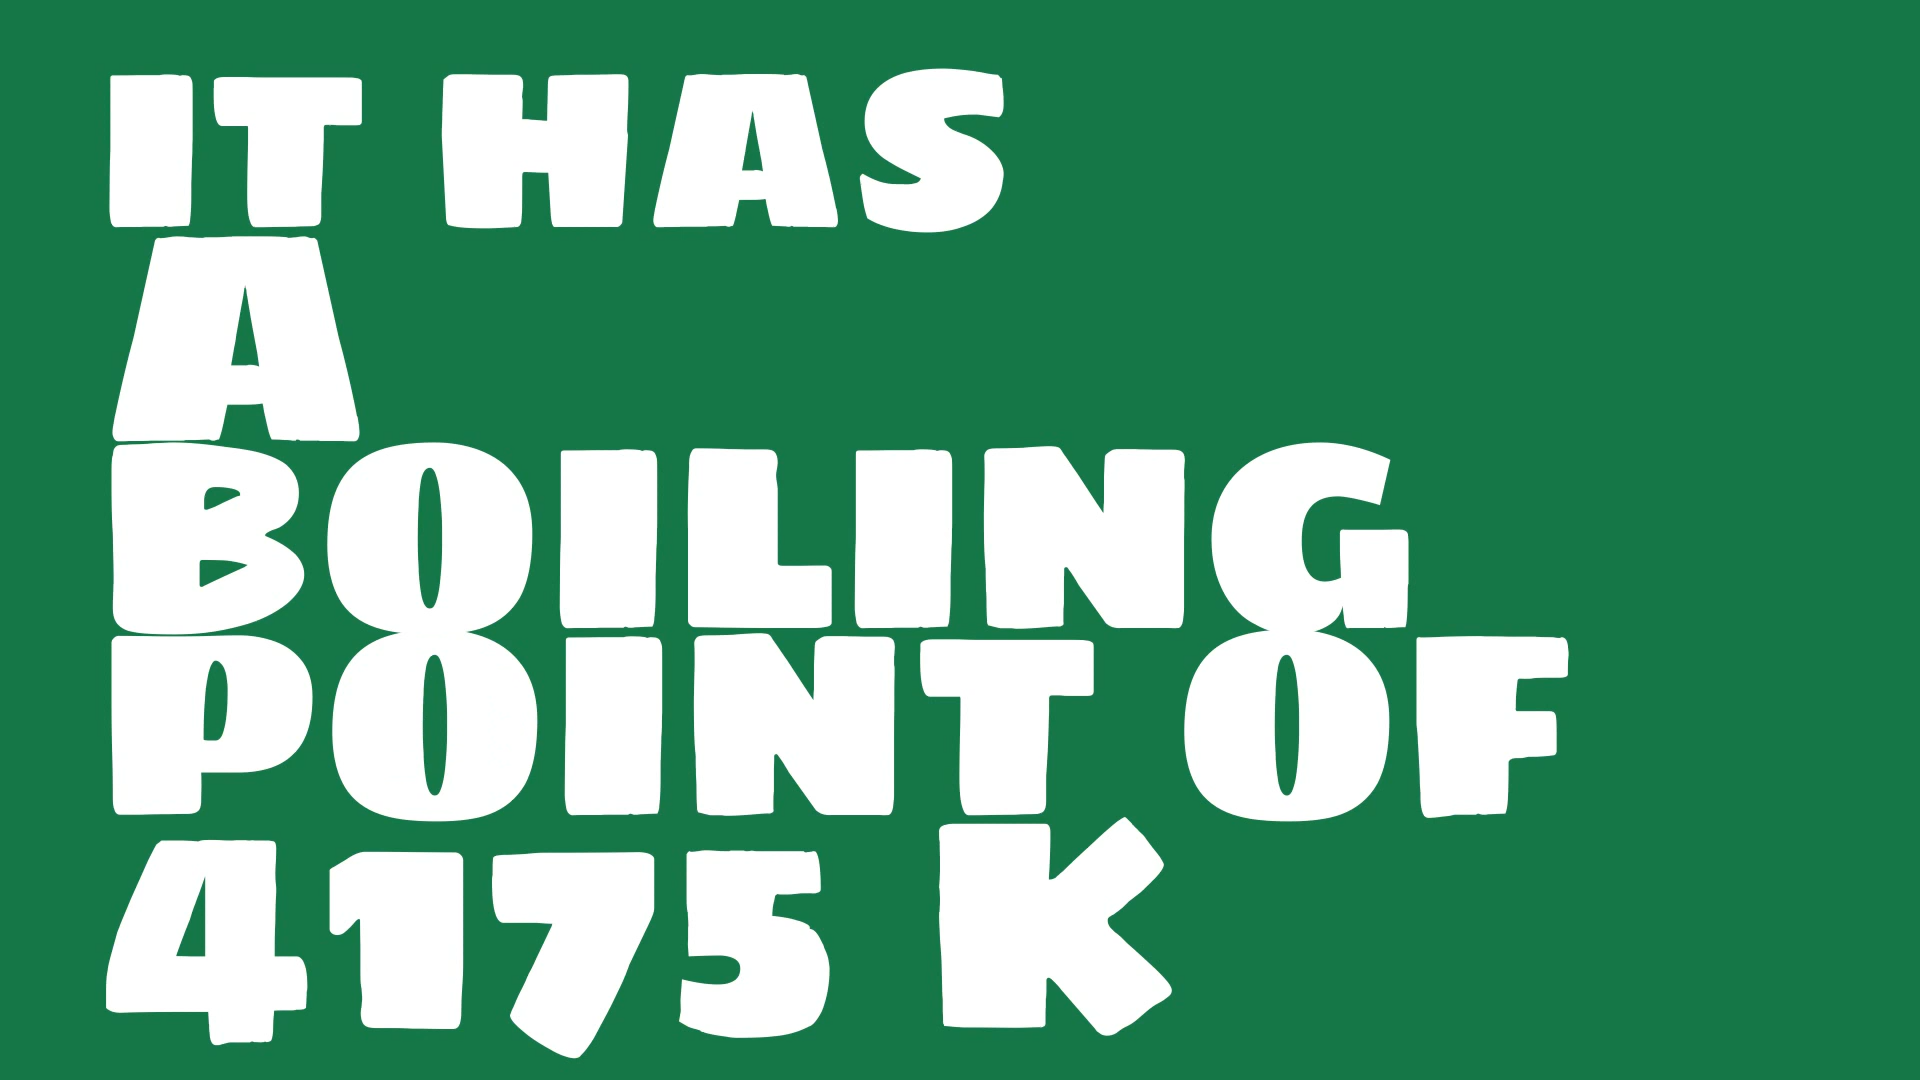 IT HAS
A
BOILING
POINT OF
4175 K